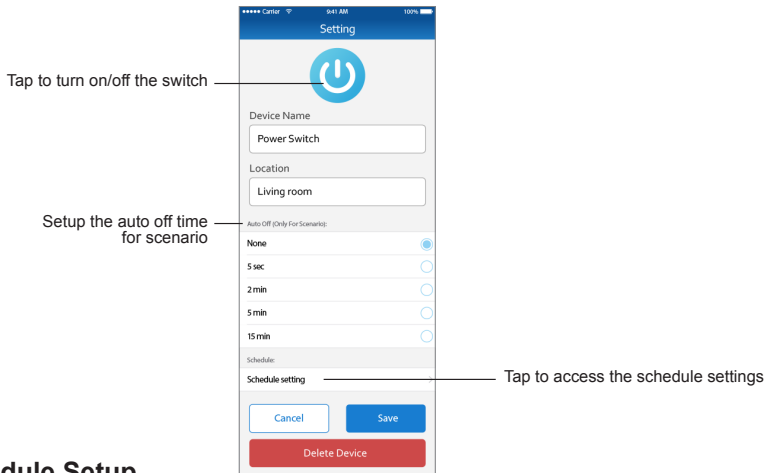 Carrier 9:41 AM 100%
Setting
Tap to turn on/off the switch
Device Name
Power Switch
Location
Living room
Setup the auto off time
for scenario
Auto Off (Only For Scenario):
None
5 sec
2 min
5 min
15 min
Schedule:
Schedule setting
Tap to access the schedule settings
Cancel Save
Delete Device
Setup